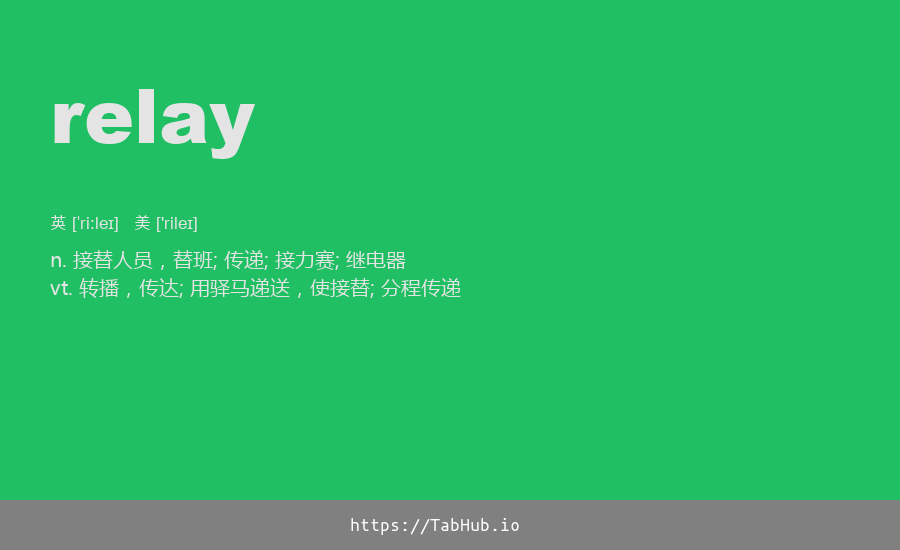 relay
英 ['ri:leɪ] 美 ['rileɪ]
n. 接替人员，替班; 传递; 接力赛; 继电器
vt. 转播，传达; 用驿马递送，使接替; 分程传递
https://TabHub.io